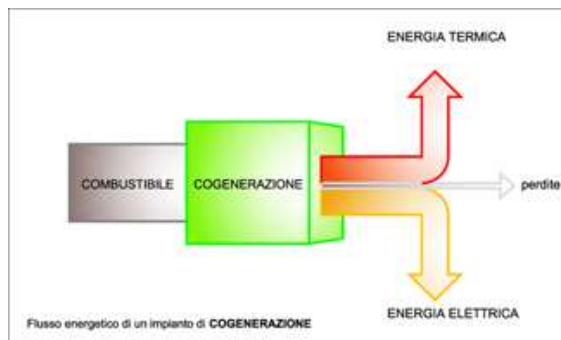 ENERGIA TERMICA
COMBUSTIBILE
COGENERAZIONE
perdite
ENERGIA ELETTRICA
Flusso energetico di un impianto di COGENERAZIONE